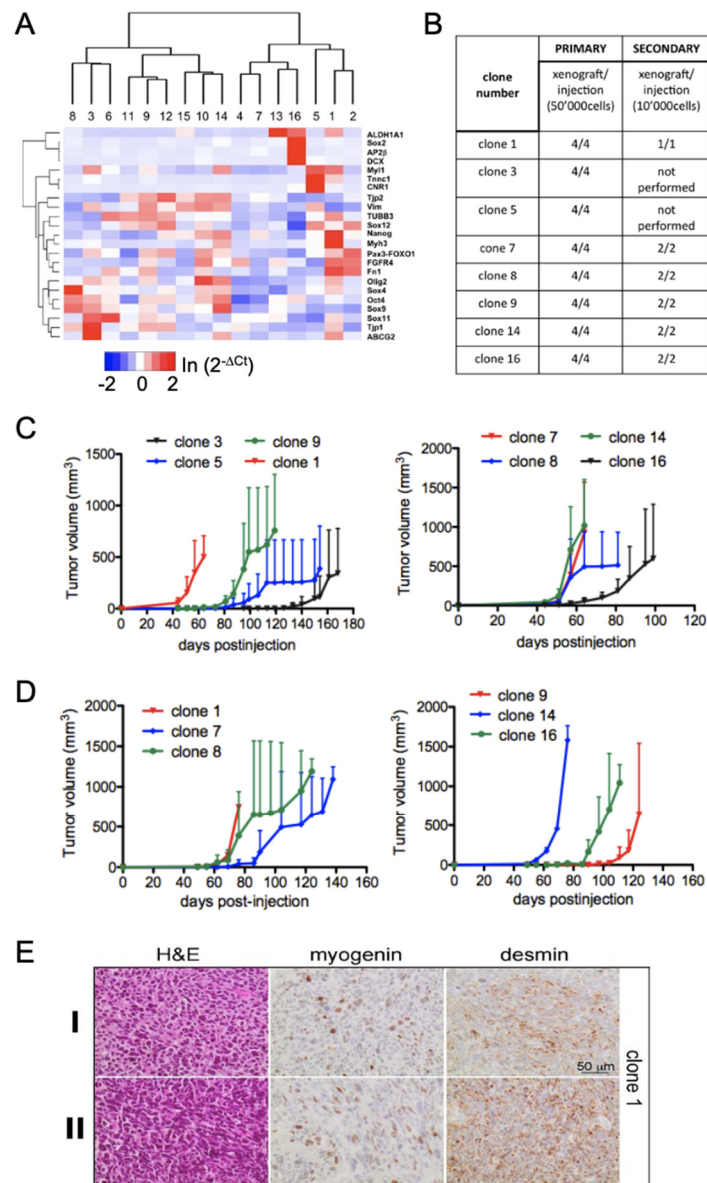 A
8 3 6 11 9 12 15 10 14 4 7 13 16 5 1 2
ALDH1A1
Sox2
AP2β
DCX
Myl1
Tnnc1
CNR1
Tjp2
Vim
TUBB3
Sox12
Nanog
Myh3
Pax3-FOXO1
FGFR4
Fn1
Olig2
Sox4
Oct4
Sox9
Sox11
Tjp1
ABCG2
-2 0 2
ln (2-ΔCt)
B
clone number PRIMARY SECONDARY
xenograft/ injection (50'000cells) xenograft/ injection (10'000cells)
clone 1 4/4 1/1
clone 3 4/4 not performed
clone 5 4/4 not performed
cone 7 4/4 2/2
clone 8 4/4 2/2
clone 9 4/4 2/2
clone 14 4/4 2/2
clone 16 4/4 2/2
C
clone 3 clone 9
clone 5 clone 1
Tumor volume (mm3)
1500
1000
500
0
0 20 40 60 80 100 120 140 160 180
days postinjection
clone 7 clone 14
clone 8 clone 16
Tumor volume (mm3)
2000
1500
1000
500
0
0 20 40 60 80 100 120
days postinjection
D
clone 1
clone 7
clone 8
Tumor volume (mm3)
2000
1500
1000
500
0
0 20 40 60 80 100 120 140 160
days post-injection
clone 9
clone 14
clone 16
Tumor volume (mm3)
2000
1500
1000
500
0
0 20 40 60 80 100 120 140
days postinjection
E
H&E myogenin desmin
I
50 µm
II
clone 1